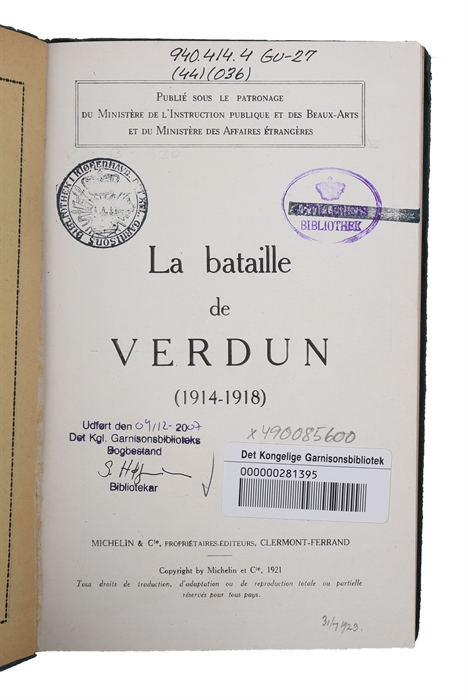 940.414.4 GU-27
(44)(036)
PUBLIÉ SOUS LE PATRONAGE
DU MINISTÈRE DE L'INSTRUCTION PUBLIQUE ET DES BEAUX-ARTS
ET DU MINISTÈRE DES AFFAIRES ÉTRANGÈRES
BIBLIOTHEK
La bataille
de
VERDUN
(1914-1918)
Udført den 04/12-2007
Det Kgl. Garnisonsbiblioteks
Bogbestand
Bibliotekar
x490085600
Det Kongelige Garnisonsbibliotek
000000281395
MICHELIN & Cie, PROPRIÉTAIRES-ÉDITEURS, CLERMONT-FERRAND
Copyright by Michelin et Cie, 1921
Tous droits de traduction, d'adaptation ou de reproduction totale ou partielle
réservés pour tous pays.